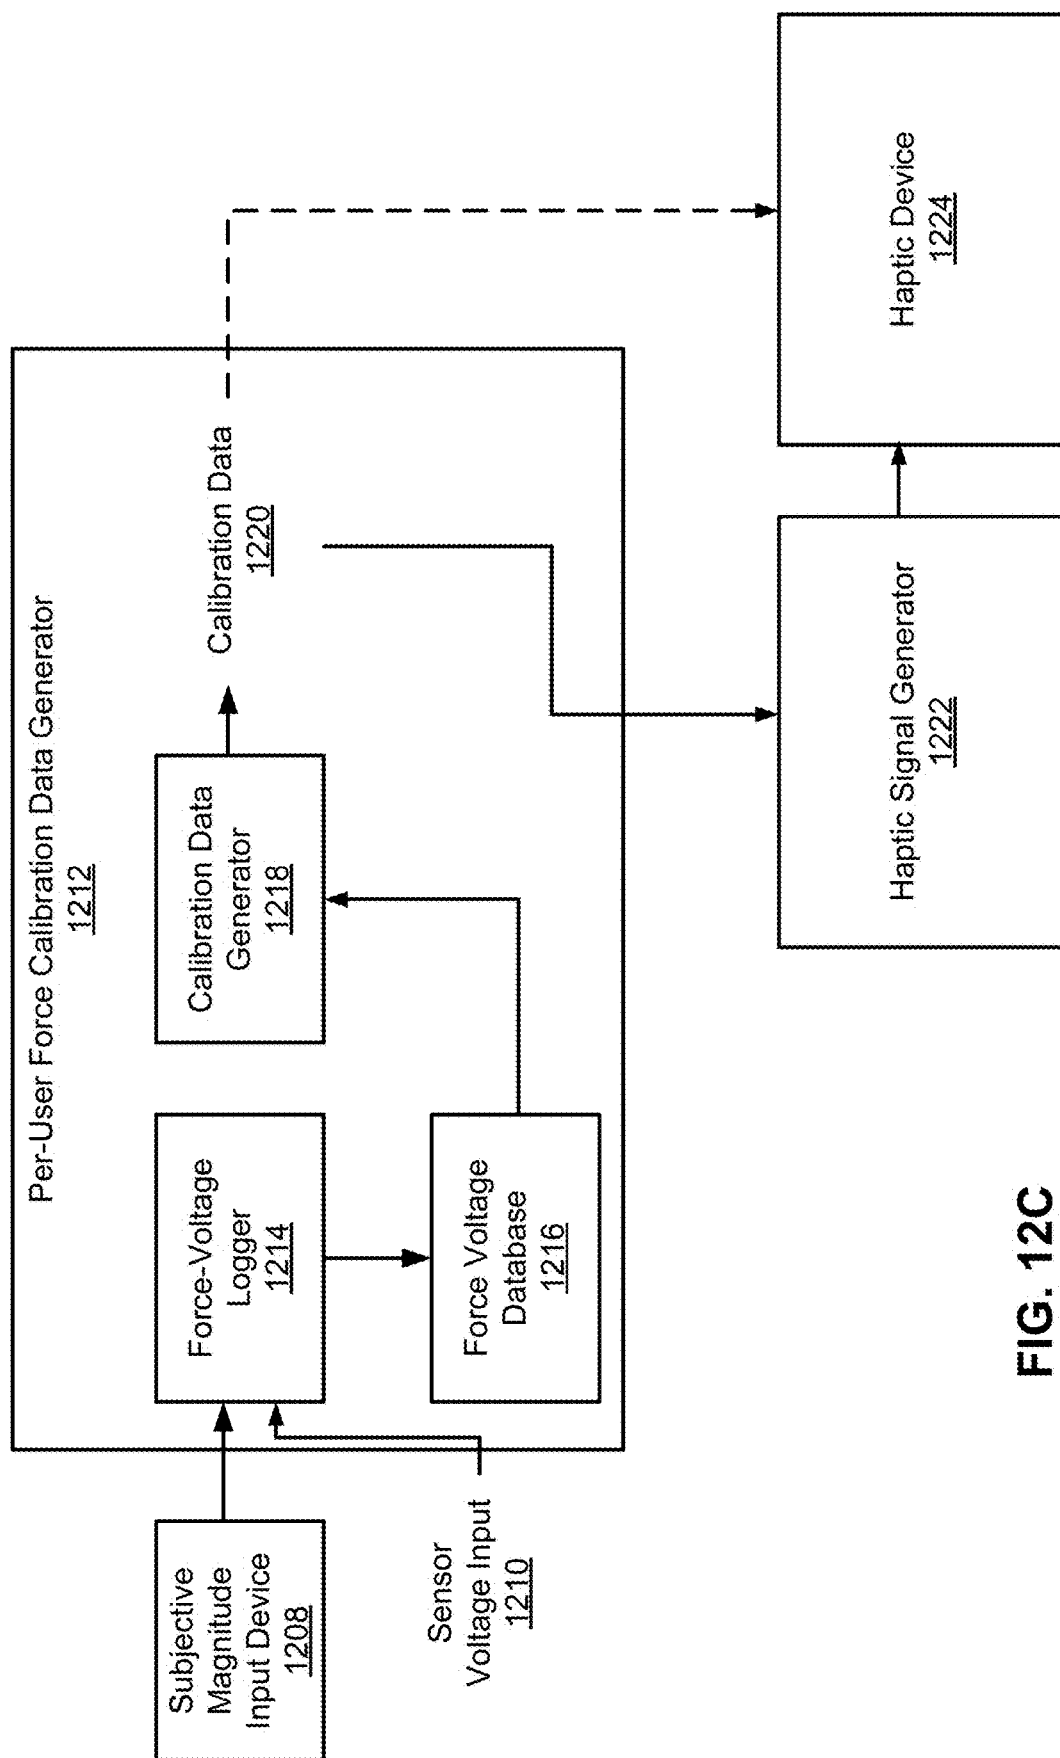 Per-User Force Calibration Data Generator
1212
Subjective
Magnitude
Input Device
1208
Sensor
Voltage Input
1210
Force-Voltage
Logger
1214
Force Voltage
Database
1216
Calibration Data
Generator
1218
Calibration Data
1220
Haptic Signal Generator
1222
Haptic Device
1224
FIG. 12C